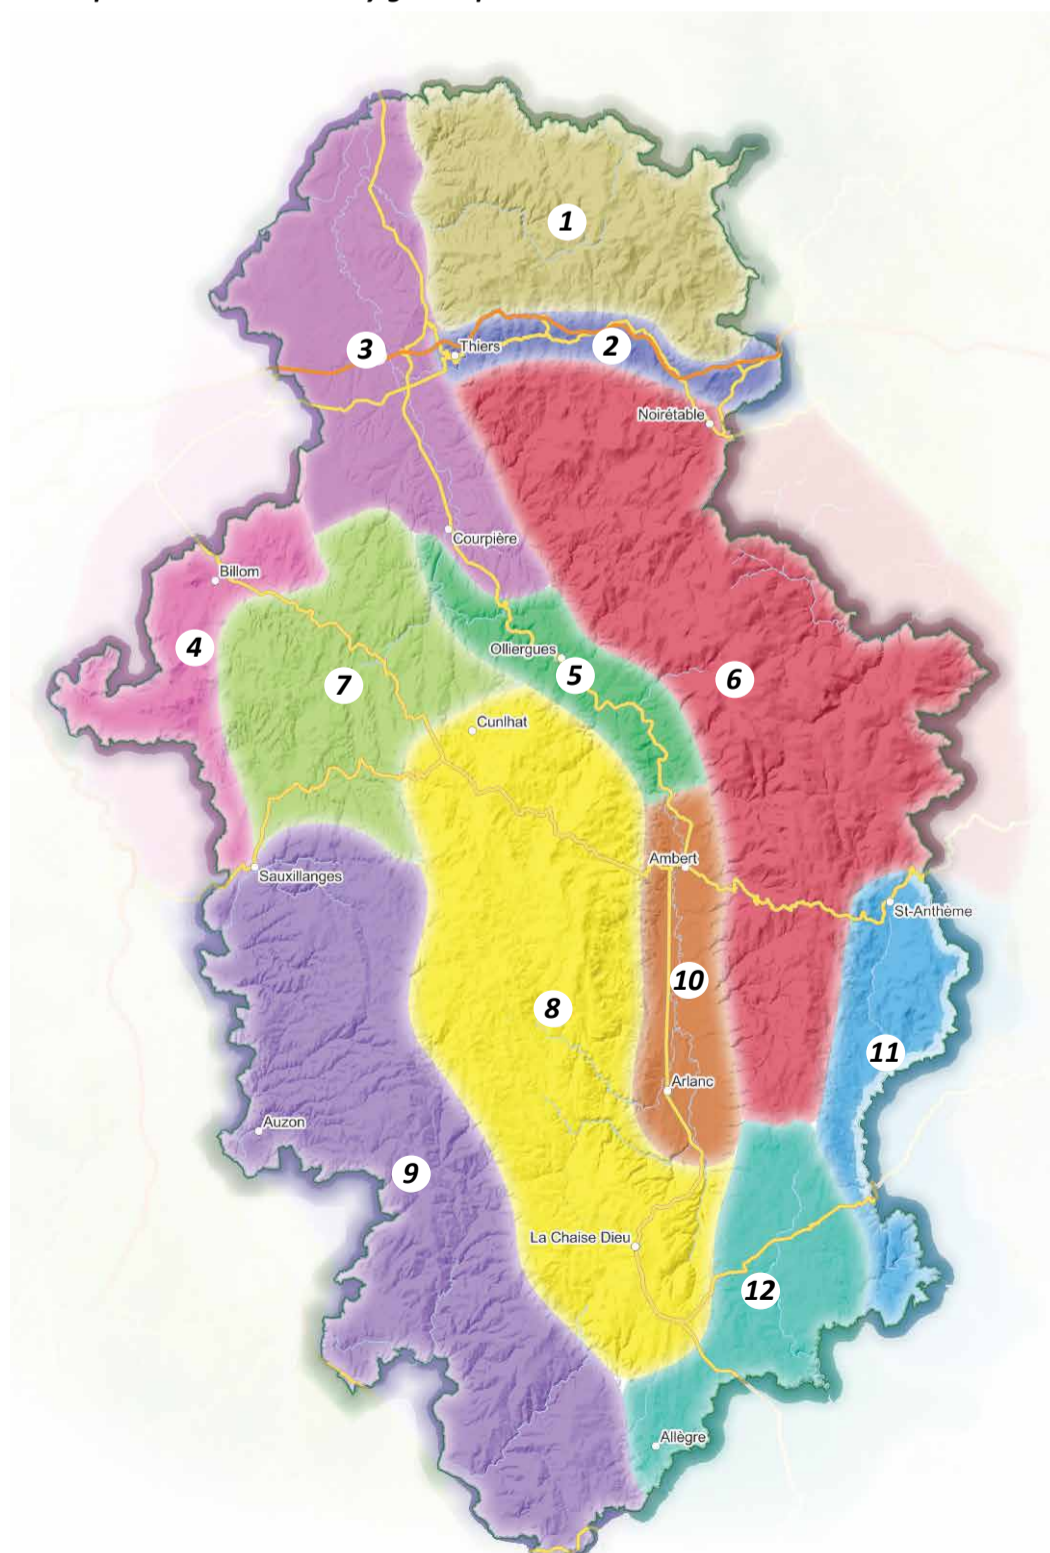 1
2
3
Thiers
Noirétable
Courpière
Billom
4
Olliergues
5
6
7
Cunlhat
Ambert
Sauxillanges
St-Anthème
10
8
11
Arlanc
Auzon
9
La Chaise Dieu
12
Allègre